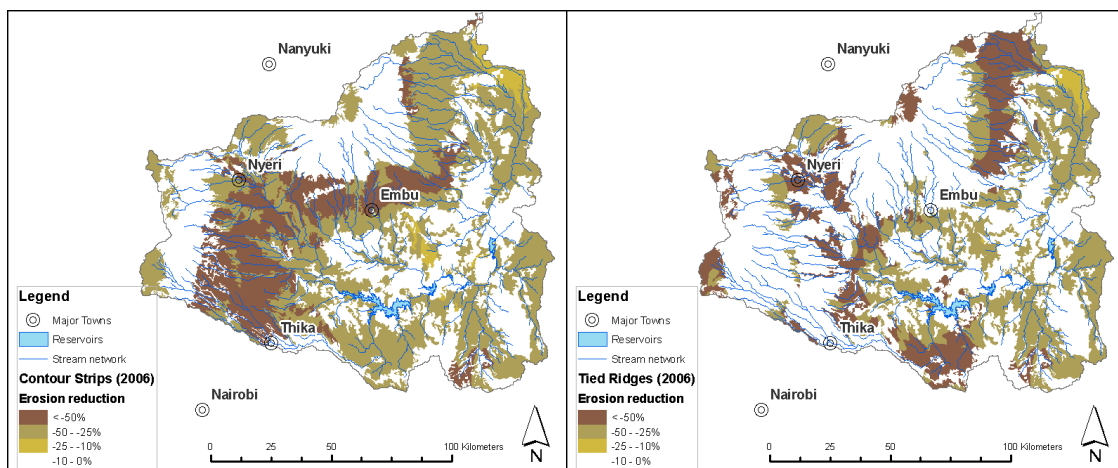 Nanyuki
Nyeri
Embu
Thika
Nairobi
Legend
Major Towns
Reservoirs
Stream network
Contour Strips (2006)
Erosion reduction
< -50%
-50 - -25%
-25 - -10%
-10 - 0%
0 25 50 100 Kilometers
N
Nanyuki
Nyeri
Embu
Thika
Nairobi
Legend
Major Towns
Reservoirs
Stream network
Tied Ridges (2006)
Erosion reduction
< -50%
-50 - -25%
-25 - -10%
-10 - 0%
0 25 50 100 Kilometers
N